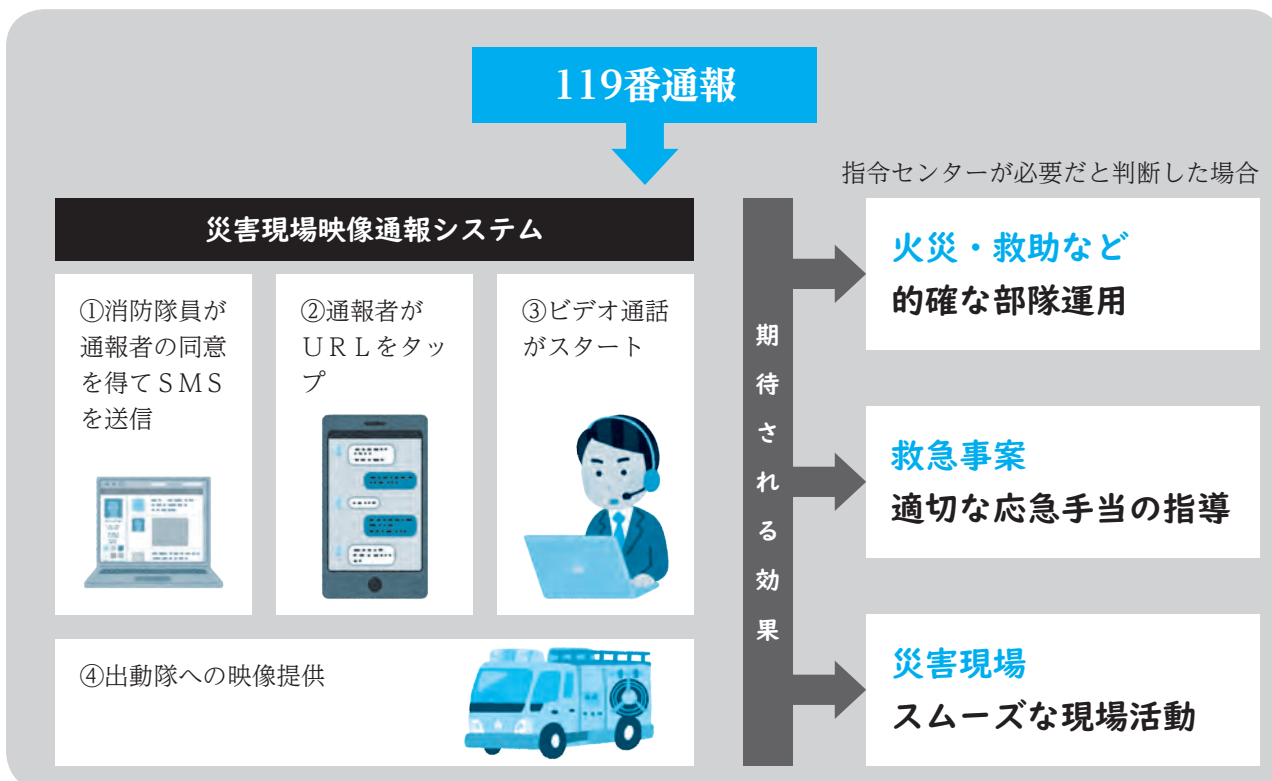 119番通報
指令センターが必要だと判断した場合
災害現場映像通報システム
①消防隊員が
通報者の同意
を得てＳＭＳ
を送信
②通報者が
ＵＲＬをタッ
プ
③ビデオ通話
がスタート
④出動隊への映像提供
期待される効果
火災・救助など
的確な部隊運用
救急事案
適切な応急手当の指導
災害現場
スムーズな現場活動